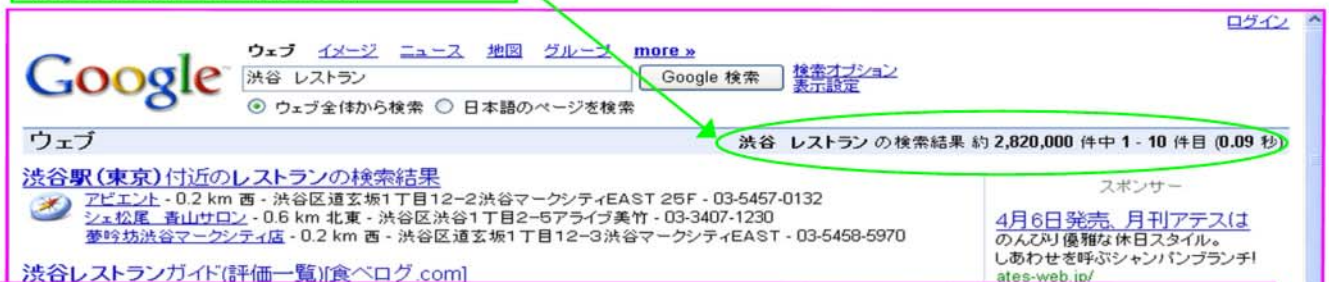 ログイン
Google
ウェブ イメージ ニュース 地図 グループ more »
渋谷 レストラン
Google 検索
検索オプション
表示設定
ウェブ全体から検索 日本語のページを検索
ウェブ
渋谷 レストラン の検索結果 約 2,820,000 件中 1 - 10 件目 (0.09 秒)
渋谷駅(東京)付近のレストランの検索結果
アビエント - 0.2 km 西 - 渋谷区道玄坂1丁目12−2渋谷マークシティEAST 25F - 03-5457-0132
シェ松尾 青山サロン - 0.6 km 北東 - 渋谷区渋谷1丁目2−5アライブ美竹 - 03-3407-1230
夢吟坊渋谷マークシティ店 - 0.2 km 西 - 渋谷区道玄坂1丁目12−3渋谷マークシティEAST - 03-5458-5970
渋谷レストランガイド(評価一覧)[食べログ.com]
スポンサー
4月6日発売、月刊アテスは
のんびり優雅な休日スタイル。
しあわせを呼ぶシャンパンブランチ!
ates-web.jp/